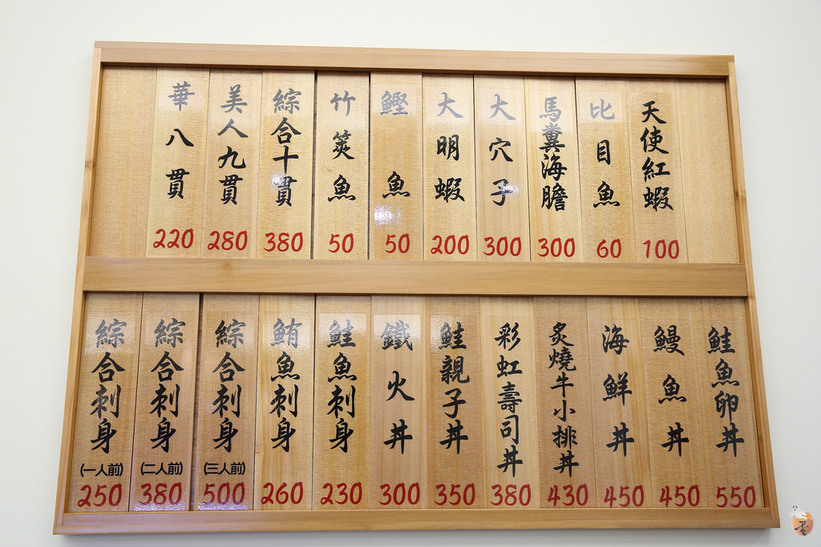 天使紅蝦 100
比目魚 60
馬糞海膽 300
大穴子 300
大明蝦 200
鰹魚 50
竹筴魚 50
綜合十貫 380
美人九貫 280
華八貫 220
鮭魚卵丼 550
鰻魚丼 450
海鮮丼 450
炙燒牛小排丼 430
彩虹壽司丼 380
鮭親子丼 350
鐵火丼 300
鮭魚刺身 230
鮪魚刺身 260
綜合刺身 (三人前) 500
綜合刺身 (二人前) 380
綜合刺身 (一人前) 250